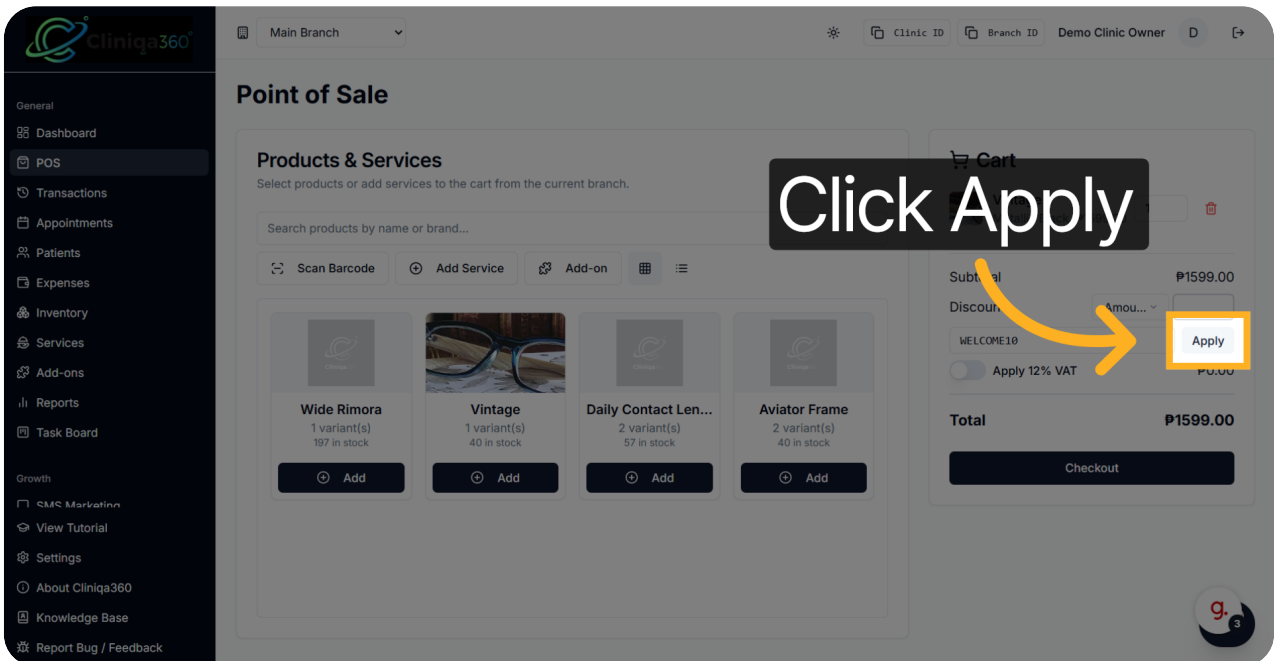 Cliniqa360°
Main Branch
Clinic ID
Branch ID
Demo Clinic Owner
D
Point of Sale
General
Dashboard
POS
Transactions
Appointments
Patients
Expenses
Inventory
Services
Add-ons
Reports
Task Board
Growth
SMS Marketing
View Tutorial
Settings
About Cliniqa360
Knowledge Base
Report Bug / Feedback
Products & Services
Select products or add services to the cart from the current branch.
Search products by name or brand...
Scan Barcode
Add Service
Add-on
Wide Rimora
1 variant(s)
197 in stock
Add
Vintage
1 variant(s)
40 in stock
Add
Daily Contact Len...
2 variant(s)
57 in stock
Add
Aviator Frame
2 variant(s)
40 in stock
Add
Cart
Click Apply
Subtotal
₱1599.00
Discount
Amou...
WELCOME10
Apply
Apply 12% VAT
₱0.00
Total
₱1599.00
Checkout
g.
3